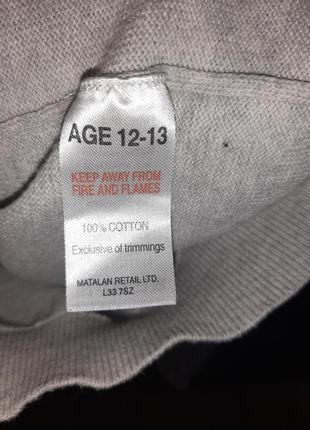 AGE 12-13
KEEP AWAY FROM
FIRE AND FLAMES
100% COTTON
Exclusive of trimmings
MATALAN RETAIL LTD.
L33 7SZ